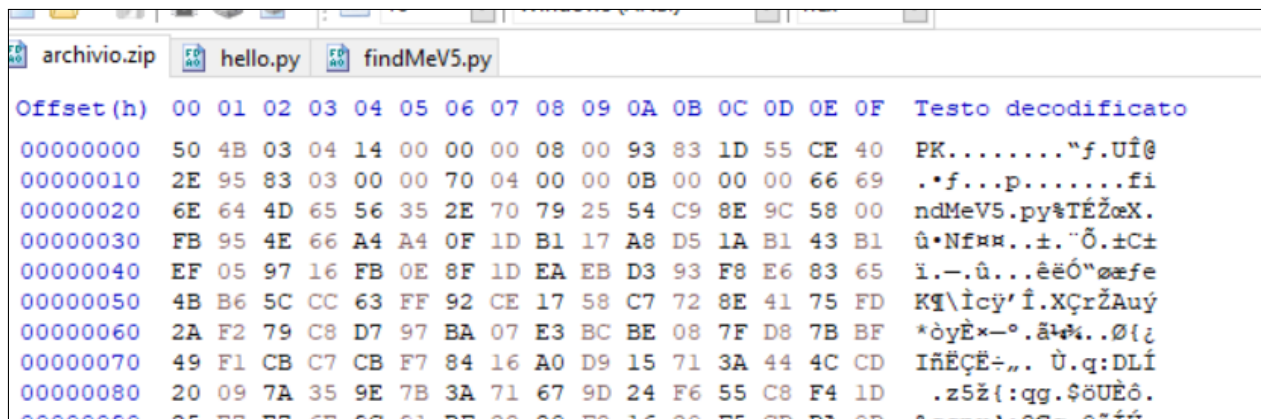 archivio.zip hello.py findMeV5.py
Offset(h) 00 01 02 03 04 05 06 07 08 09 0A 0B 0C 0D 0E 0F Testo decodificato
00000000 50 4B 03 04 14 00 00 00 08 00 93 83 1D 55 CE 40 PK........“ƒ.UÎ@
00000010 2E 95 83 03 00 00 70 04 00 00 0B 00 00 00 66 69 .•ƒ...p.......fi
00000020 6E 64 4D 65 56 35 2E 70 79 25 54 C9 8E 9C 58 00 ndMeV5.py%TÉŽœX.
00000030 FB 95 4E 66 A4 A4 0F 1D B1 17 A8 D5 1A B1 43 B1 û•Nf¤¤..±.¨Õ.±C±
00000040 EF 05 97 16 FB 0E 8F 1D EA EB D3 93 F8 E6 83 65 ï.—.û...êëÓ“øæƒe
00000050 4B B6 5C CC 63 FF 92 CE 17 58 C7 72 8E 41 75 FD K¶\Ìcÿ’Î.XÇrŽAuý
00000060 2A F2 79 C8 D7 97 BA 07 E3 BC BE 08 7F D8 7B BF *òyÈ×—º.ã¼¾..Ø{¿
00000070 49 F1 CB C7 CB F7 84 16 A0 D9 15 71 3A 44 4C CD IñËÇË÷„. Ù.q:DLÍ
00000080 20 09 7A 35 9E 7B 3A 71 67 9D 24 F6 55 C8 F4 1D .z5ž{:qg.$öUÈô.